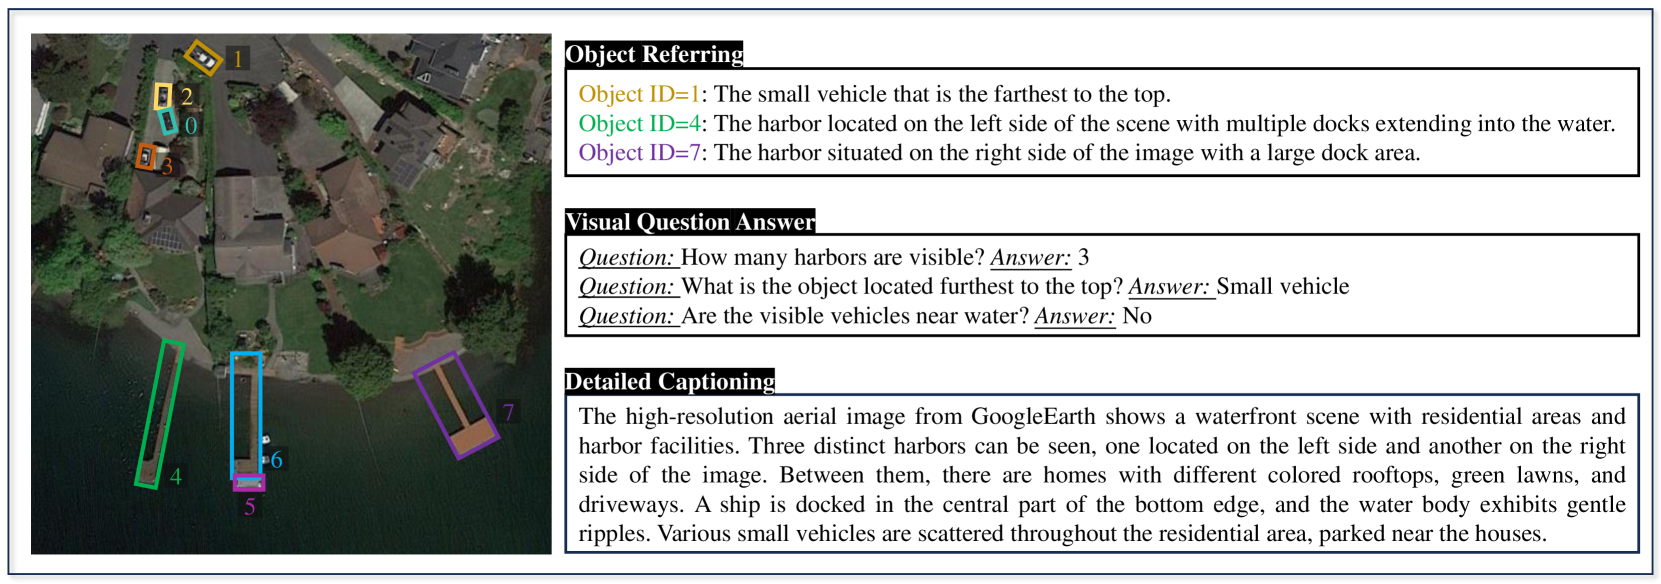 1
2
0
3
4
5
6
7
Object Referring
Object ID=1: The small vehicle that is the farthest to the top.
Object ID=4: The harbor located on the left side of the scene with multiple docks extending into the water.
Object ID=7: The harbor situated on the right side of the image with a large dock area.
Visual Question Answer
Question: How many harbors are visible? Answer: 3
Question: What is the object located furthest to the top? Answer: Small vehicle
Question: Are the visible vehicles near water? Answer: No
Detailed Captioning
The high-resolution aerial image from GoogleEarth shows a waterfront scene with residential areas and
harbor facilities. Three distinct harbors can be seen, one located on the left side and another on the right
side of the image. Between them, there are homes with different colored rooftops, green lawns, and
driveways. A ship is docked in the central part of the bottom edge, and the water body exhibits gentle
ripples. Various small vehicles are scattered throughout the residential area, parked near the houses.